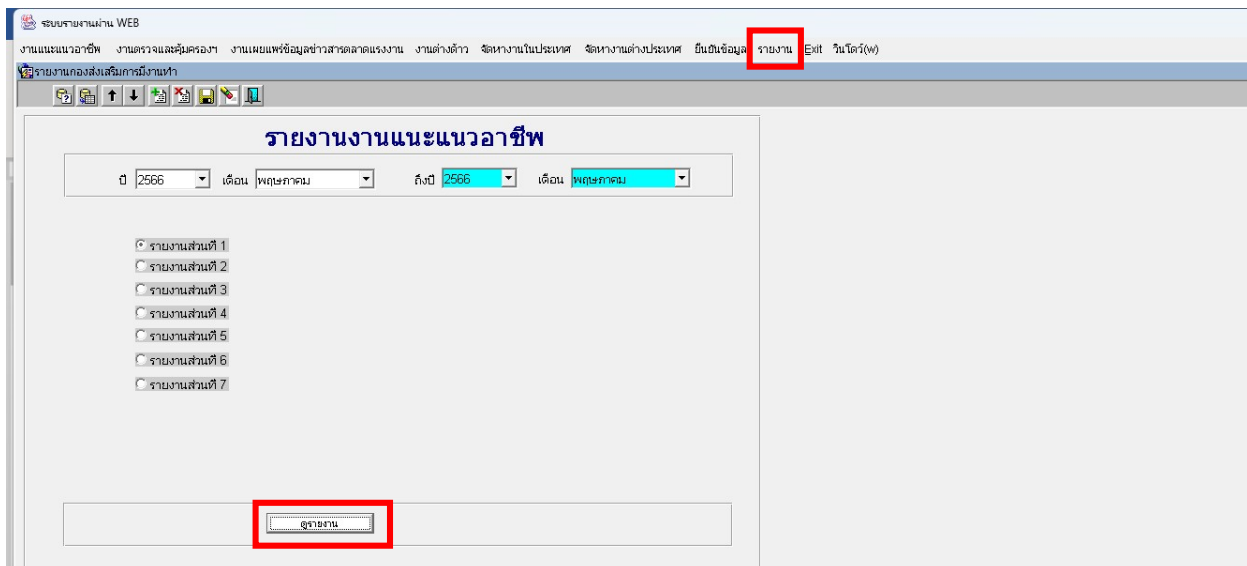 ระบบรายงานผ่าน WEB
งานแนะแนวอาชีพ งานตรวจและคุ้มครองฯ งานเผยแพร่ข้อมูลข่าวสารตลาดแรงงาน งานต่างด้าว จัดหางานในประเทศ จัดหางานต่างประเทศ ยืนยันข้อมูล รายงาน Exit วินโดว์(w)
รายงานกองส่งเสริมการมีงานทำ
รายงานงานแนะแนวอาชีพ
ปี 2566 เดือน พฤษภาคม ถึงปี 2566 เดือน พฤษภาคม
รายงานส่วนที่ 1
รายงานส่วนที่ 2
รายงานส่วนที่ 3
รายงานส่วนที่ 4
รายงานส่วนที่ 5
รายงานส่วนที่ 6
รายงานส่วนที่ 7
ดูรายงาน